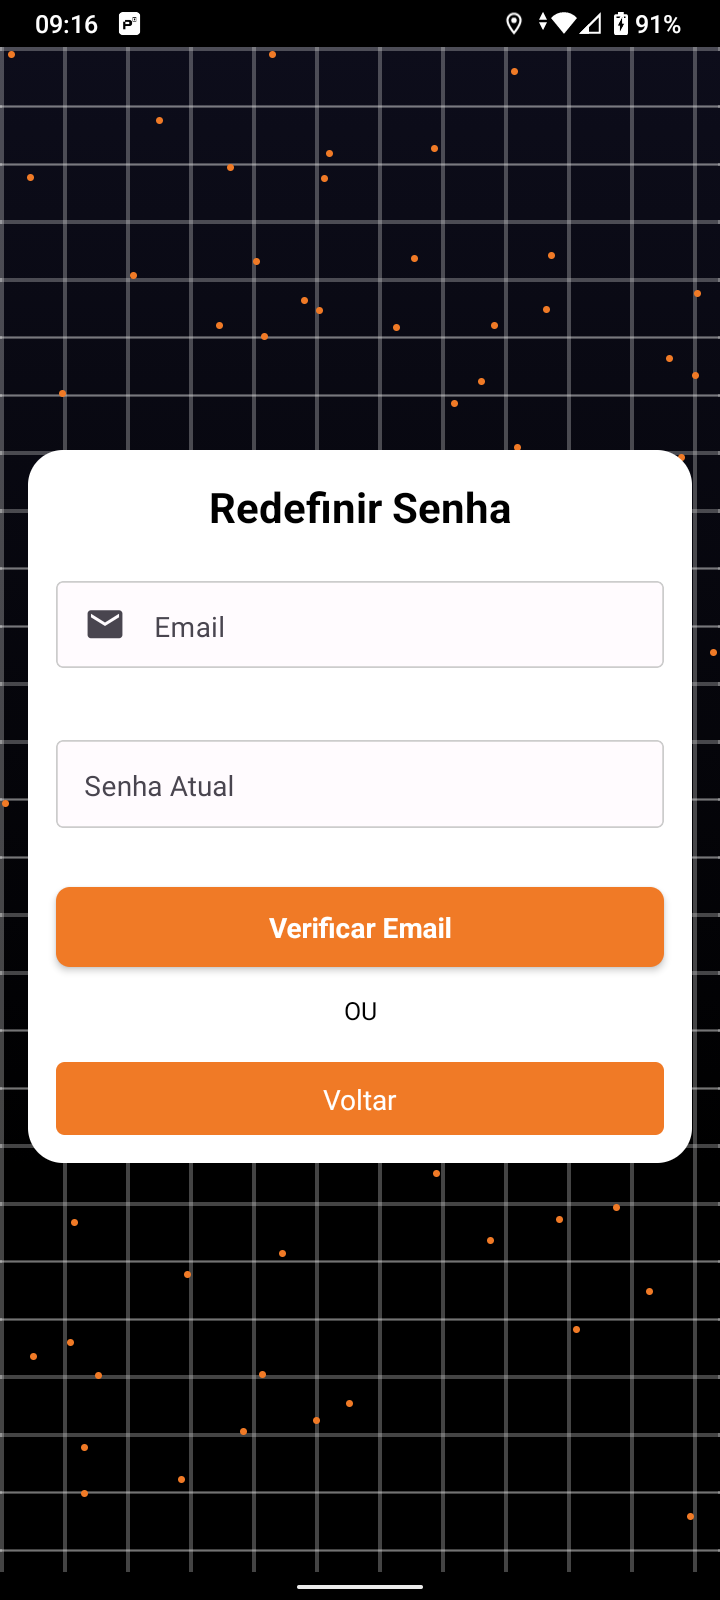 09:16
91%
Redefinir Senha
Email
Senha Atual
Verificar Email
OU
Voltar